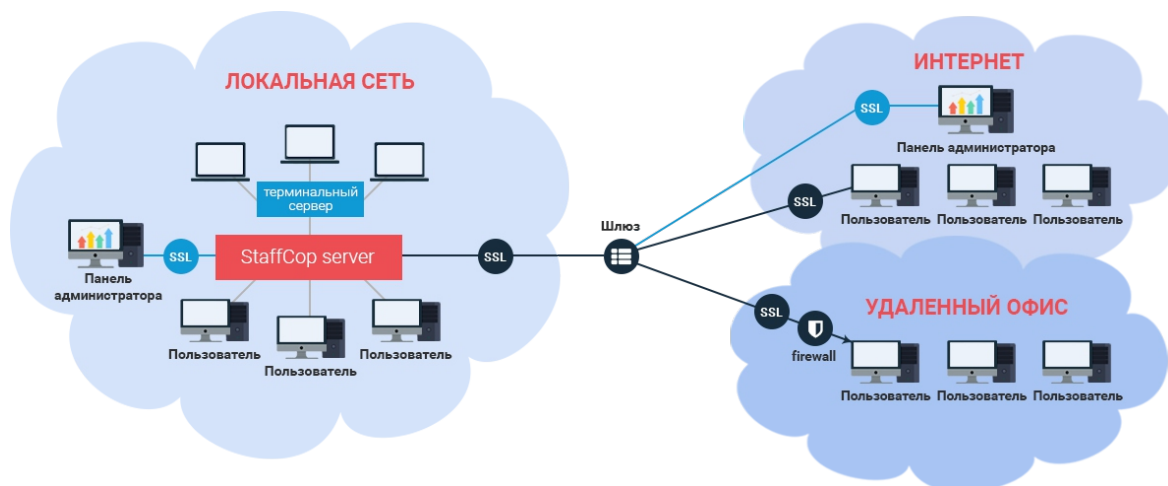 ЛОКАЛЬНАЯ СЕТЬ
терминальный
сервер
StaffCop server
SSL
SSL
Панель
администратора
Пользователь
Пользователь
Пользователь
Шлюз
ИНТЕРНЕТ
SSL
Панель администратора
SSL
Пользователь
Пользователь
Пользователь
УДАЛЕННЫЙ ОФИС
SSL
firewall
Пользователь
Пользователь
Пользователь